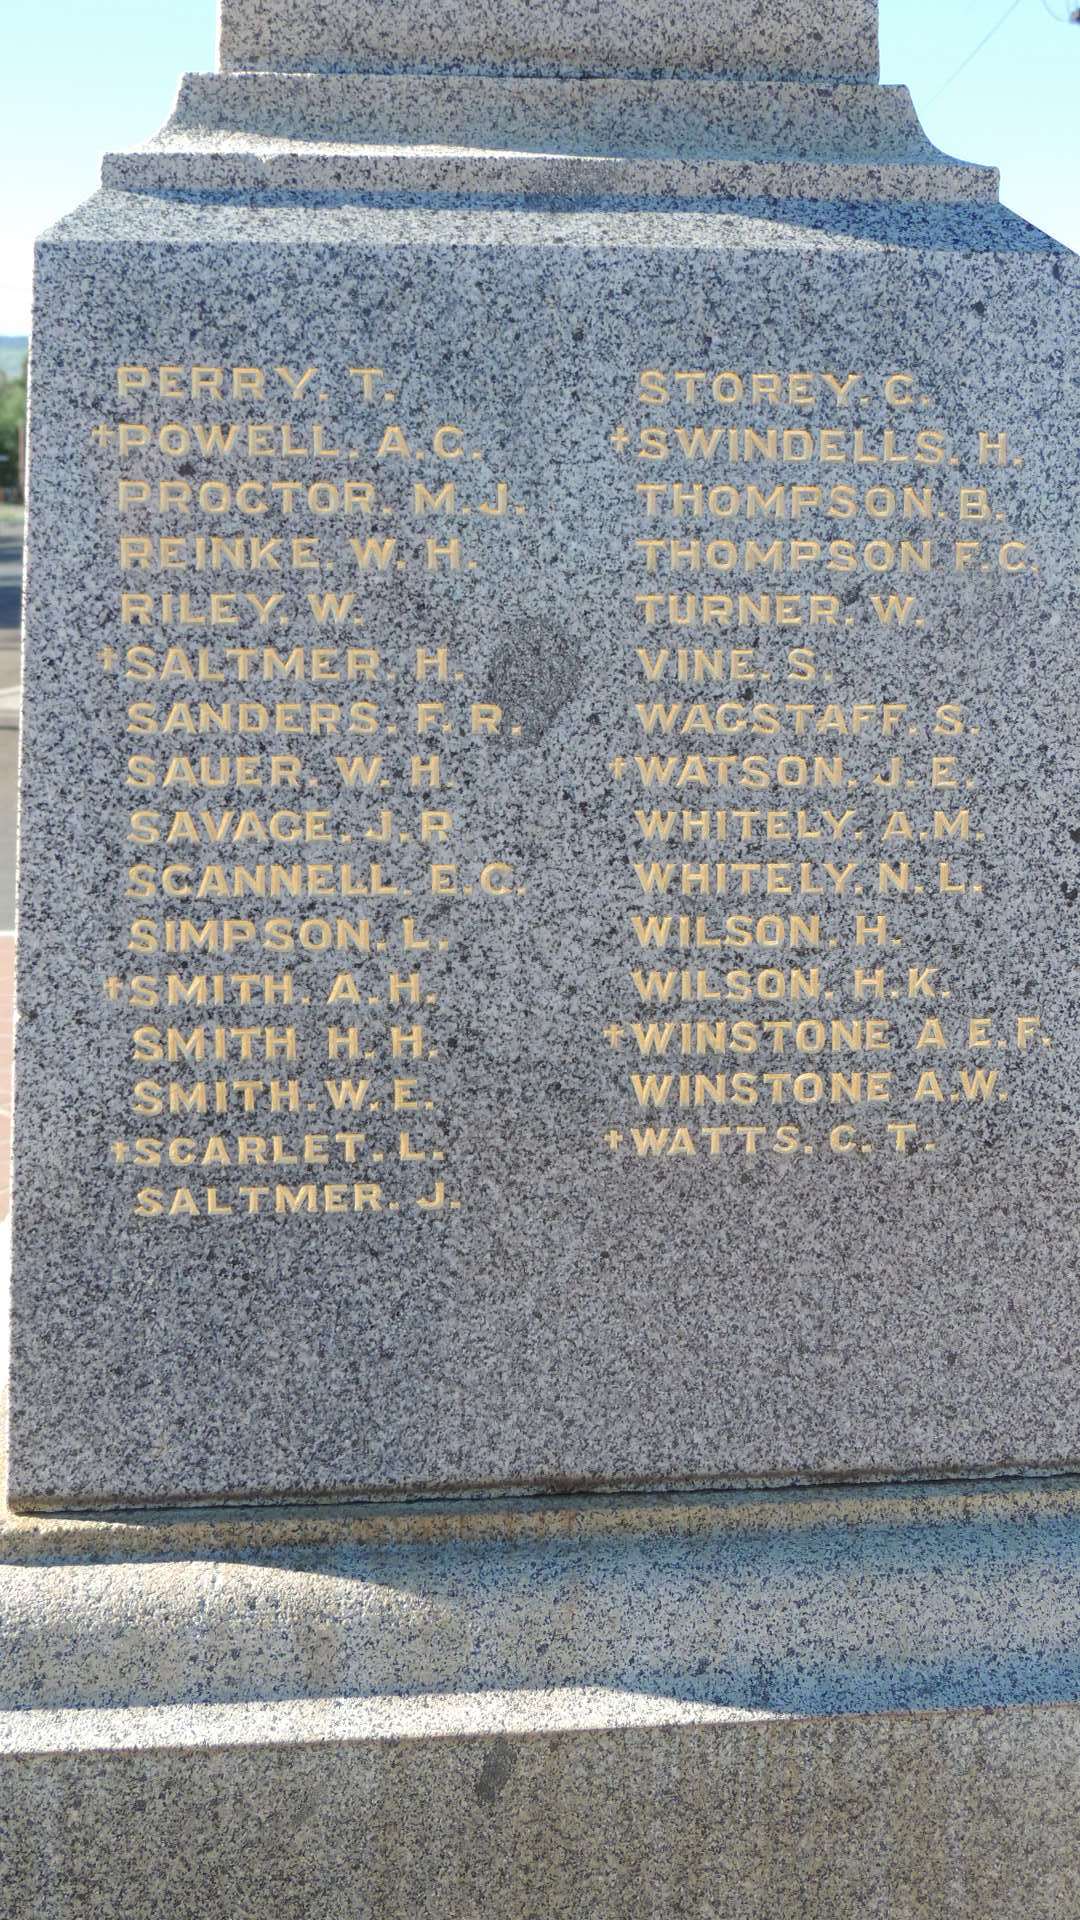 PERRY. T.
†POWELL. A.C.
PROCTOR. M.J.
REINKE. W. H.
RILEY. W.
†SALTMER. H.
SANDERS. F. R.
SAUER. W. H.
SAVAGE. J.R
SCANNELL. E.C.
SIMPSON. L.
†SMITH. A. H.
SMITH H. H.
SMITH. W. E.
†SCARLET. L.
SALTMER. J.
STOREY. G.
†SWINDELLS. H.
THOMPSON. B.
THOMPSON F.C.
TURNER. W.
VINE. S.
WAGSTAFF. S.
†WATSON. J. E.
WHITELY. A.M.
WHITELY. N. L.
WILSON. H.
WILSON. H.K.
†WINSTONE A E. F.
WINSTONE A.W.
†WATTS. C. T.